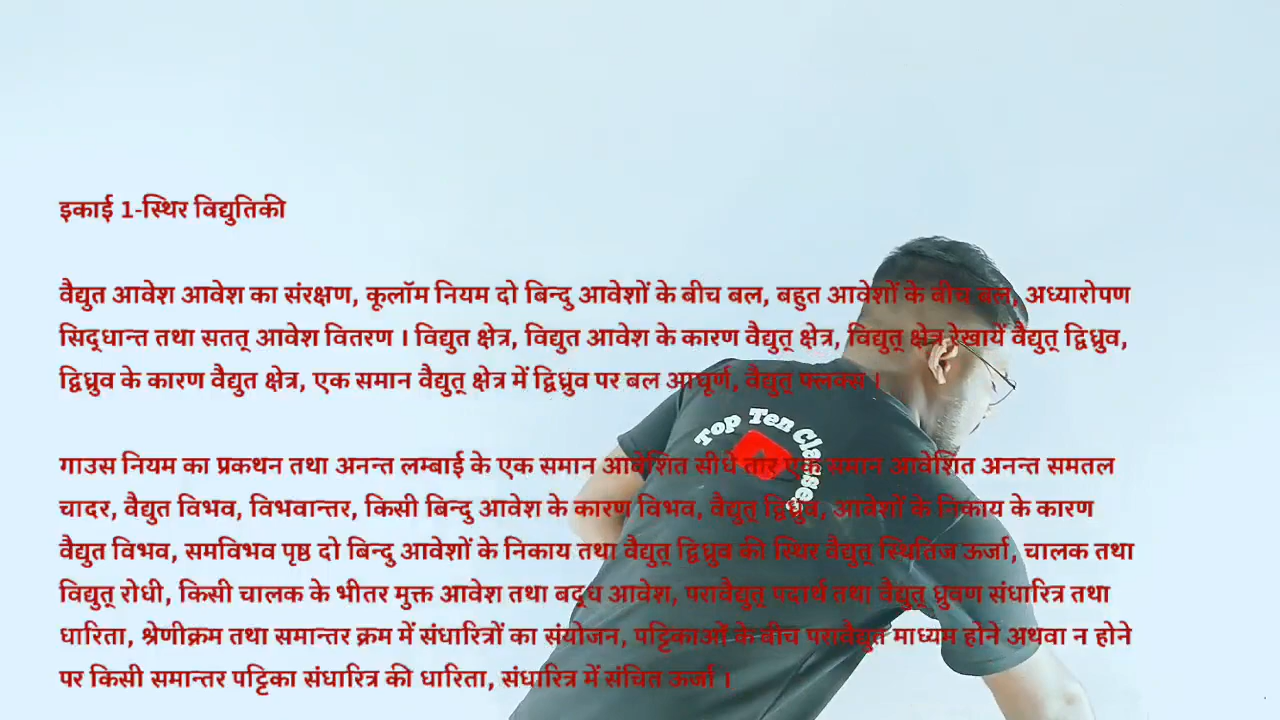 इकाई 1-स्थिर विद्युतिकी
वैद्युत आवेश आवेश का संरक्षण, कूलॉम नियम दो बिन्दु आवेशों के बीच बल, बहुत आवेशों के बीच बल, अध्यारोपण
सिद्धान्त तथा सतत् आवेश वितरण । विद्युत क्षेत्र, विद्युत आवेश के कारण वैद्युत् क्षेत्र, विद्युत् क्षेत्र रेखायें वैद्युत् द्विध्रुव,
द्विध्रुव के कारण वैद्युत क्षेत्र, एक समान वैद्युत् क्षेत्र में द्विध्रुव पर बल आघूर्ण, वैद्युत् फ्लक्स ।
Top Ten Classes
गाउस नियम का प्रकथन तथा अनन्त लम्बाई के एक समान आवेशित सीधे तार एक समान आवेशित अनन्त समतल
चादर, वैद्युत विभव, विभवान्तर, किसी बिन्दु आवेश के कारण विभव, वैद्युत् द्विध्रुव, आवेशों के निकाय के कारण
वैद्युत विभव, समविभव पृष्ठ दो बिन्दु आवेशों के निकाय तथा वैद्युत् द्विध्रुव की स्थिर वैद्युत् स्थितिज ऊर्जा, चालक तथा
विद्युत् रोधी, किसी चालक के भीतर मुक्त आवेश तथा बद्ध आवेश, परावैद्युत् पदार्थ तथा वैद्युत् ध्रुवण संधारित्र तथा
धारिता, श्रेणीक्रम तथा समान्तर क्रम में संधारित्रों का संयोजन, पट्टिकाओं के बीच परावैद्युत माध्यम होने अथवा न होने
पर किसी समान्तर पट्टिका संधारित्र की धारिता, संधारित्र में संचित ऊर्जा ।